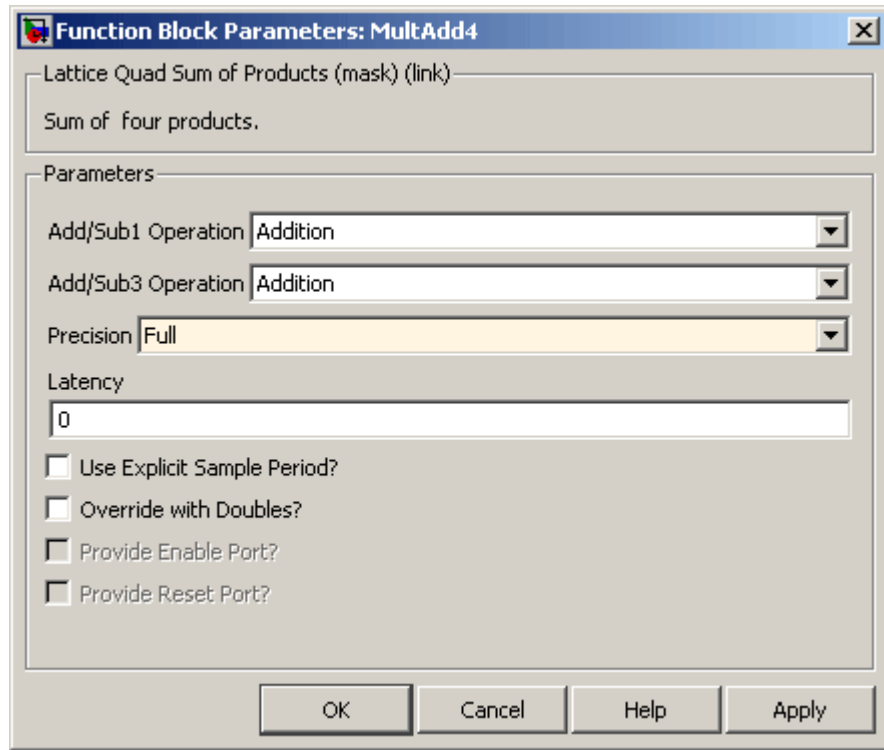 Function Block Parameters: MultAdd4
Lattice Quad Sum of Products (mask) (link)
Sum of four products.
Parameters
Add/Sub1 Operation Addition
Add/Sub3 Operation Addition
Precision Full
Latency
0
Use Explicit Sample Period?
Override with Doubles?
Provide Enable Port?
Provide Reset Port?
OK Cancel Help Apply